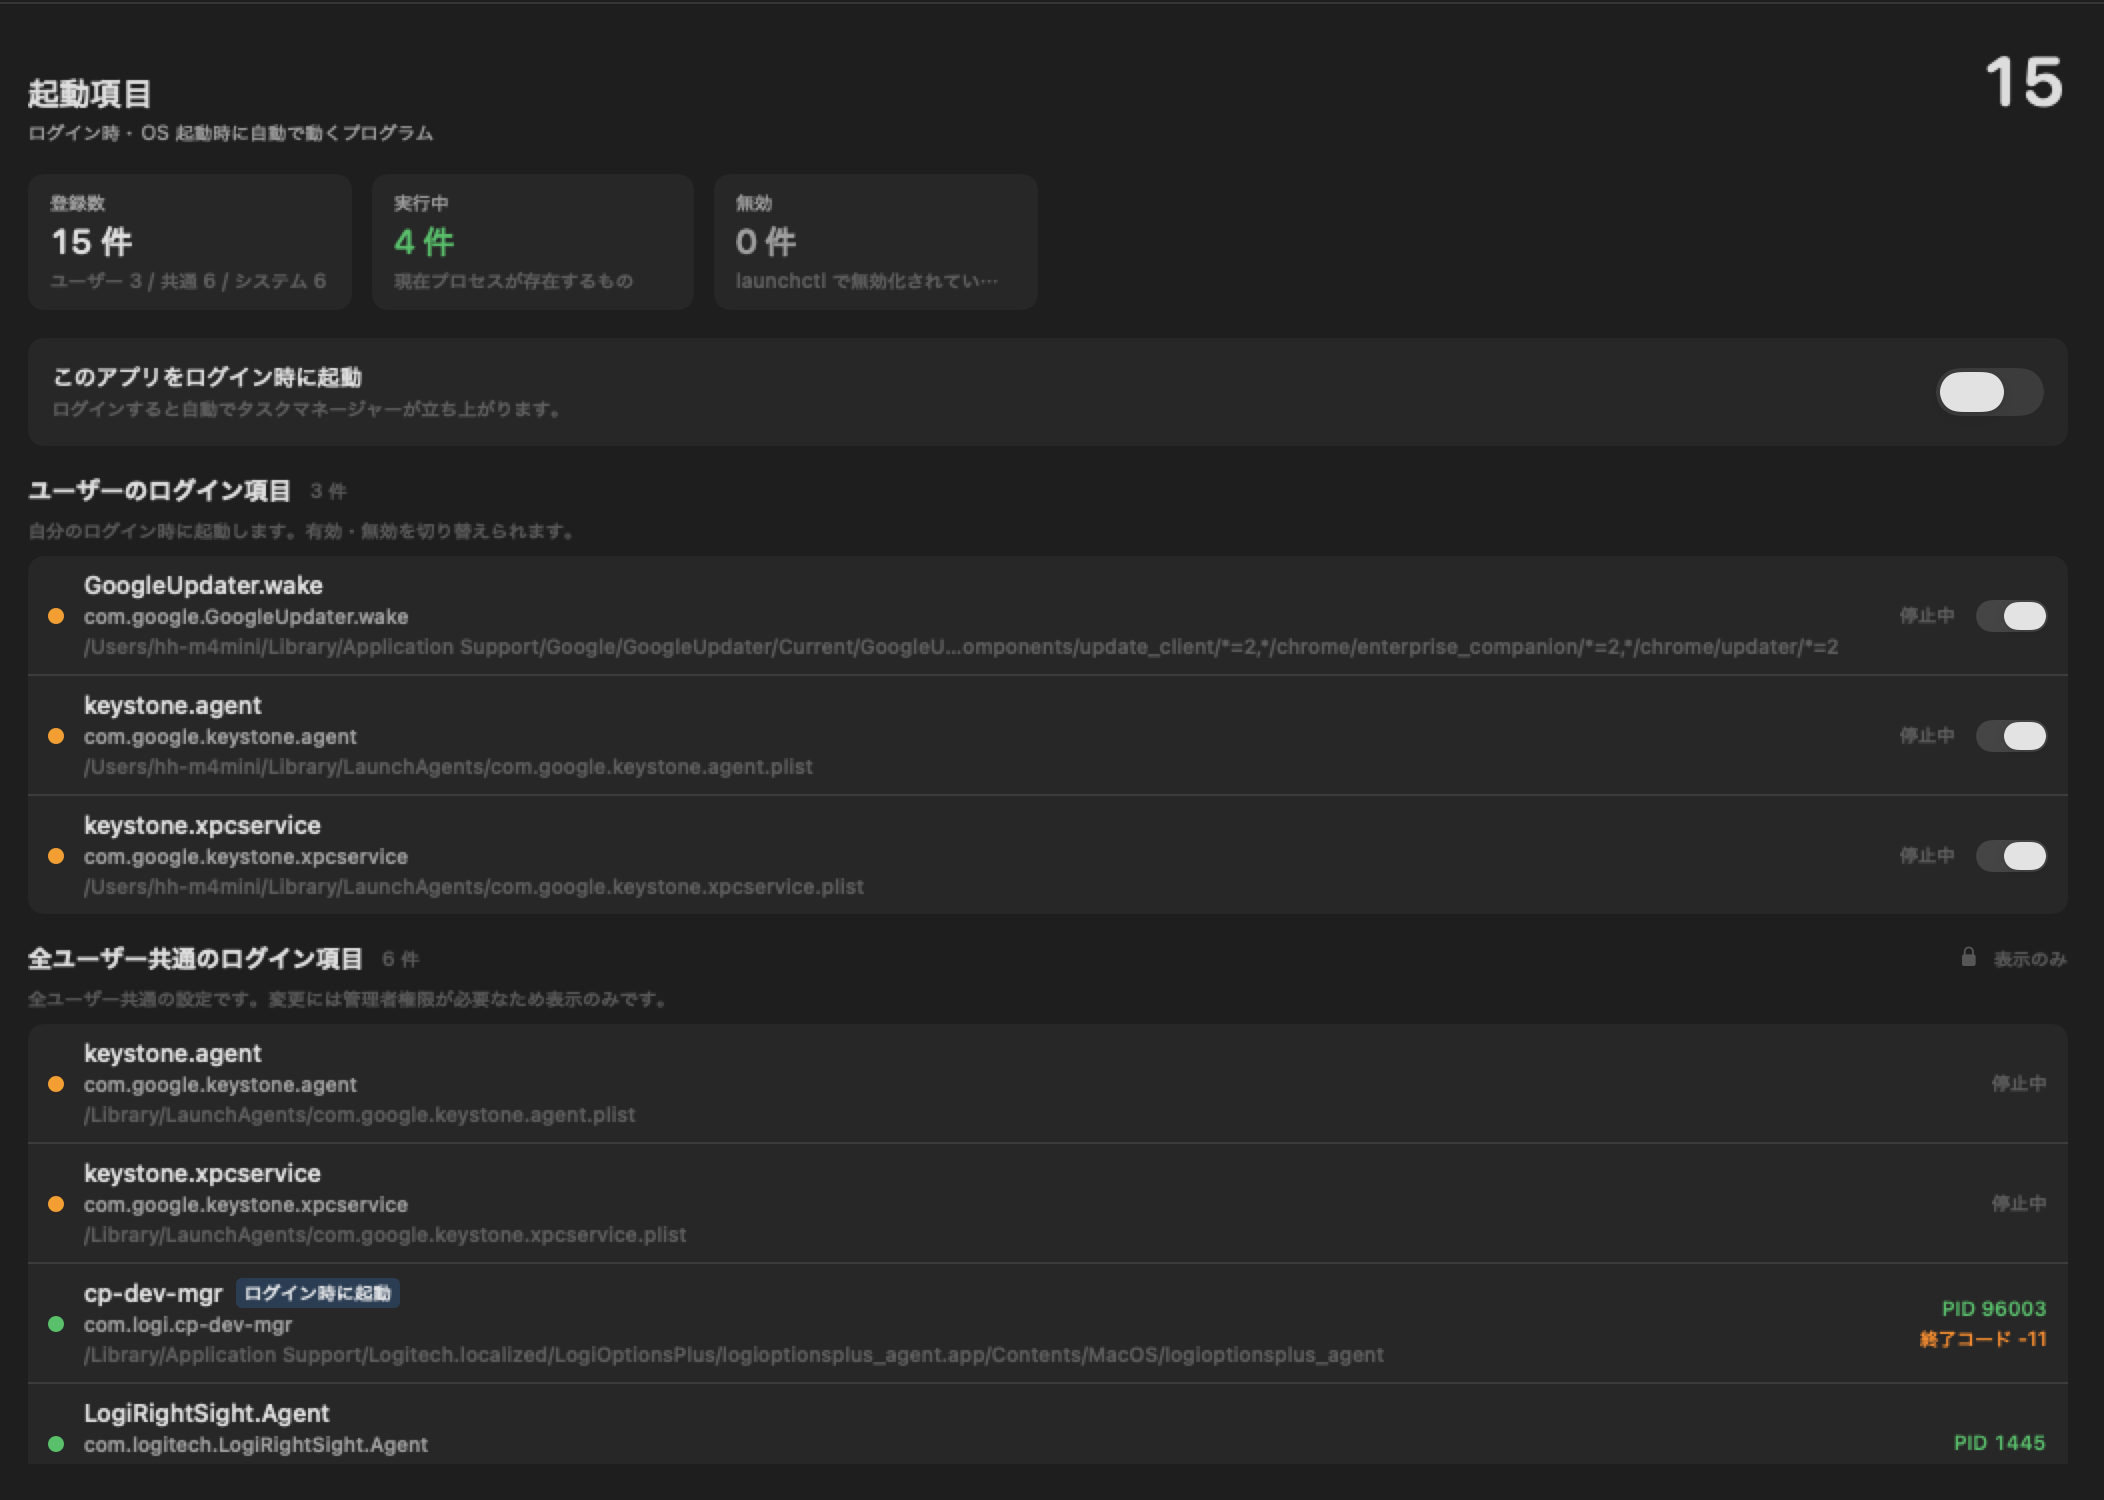 起動項目
15
ログイン時・OS 起動時に自動で動くプログラム
登録数
15 件
ユーザー 3 / 共通 6 / システム 6
実行中
4 件
現在プロセスが存在するもの
無効
0 件
launchctl で無効化されてい…
このアプリをログイン時に起動
ログインすると自動でタスクマネージャーが立ち上がります。
ユーザーのログイン項目 3 件
自分のログイン時に起動します。有効・無効を切り替えられます。
GoogleUpdater.wake
com.google.GoogleUpdater.wake
/Users/hh-m4mini/Library/Application Support/Google/GoogleUpdater/Current/GoogleU...omponents/update_client/*=2,*/chrome/enterprise_companion/*=2,*/chrome/updater/*=2
停止中
keystone.agent
com.google.keystone.agent
/Users/hh-m4mini/Library/LaunchAgents/com.google.keystone.agent.plist
停止中
keystone.xpcservice
com.google.keystone.xpcservice
/Users/hh-m4mini/Library/LaunchAgents/com.google.keystone.xpcservice.plist
停止中
全ユーザー共通のログイン項目 6 件
表示のみ
全ユーザー共通の設定です。変更には管理者権限が必要なため表示のみです。
keystone.agent
com.google.keystone.agent
/Library/LaunchAgents/com.google.keystone.agent.plist
停止中
keystone.xpcservice
com.google.keystone.xpcservice
/Library/LaunchAgents/com.google.keystone.xpcservice.plist
停止中
cp-dev-mgr ログイン時に起動
com.logi.cp-dev-mgr
/Library/Application Support/Logitech.localized/LogiOptionsPlus/logioptionsplus_agent.app/Contents/MacOS/logioptionsplus_agent
PID 96003
終了コード -11
LogiRightSight.Agent
com.logitech.LogiRightSight.Agent
PID 1445